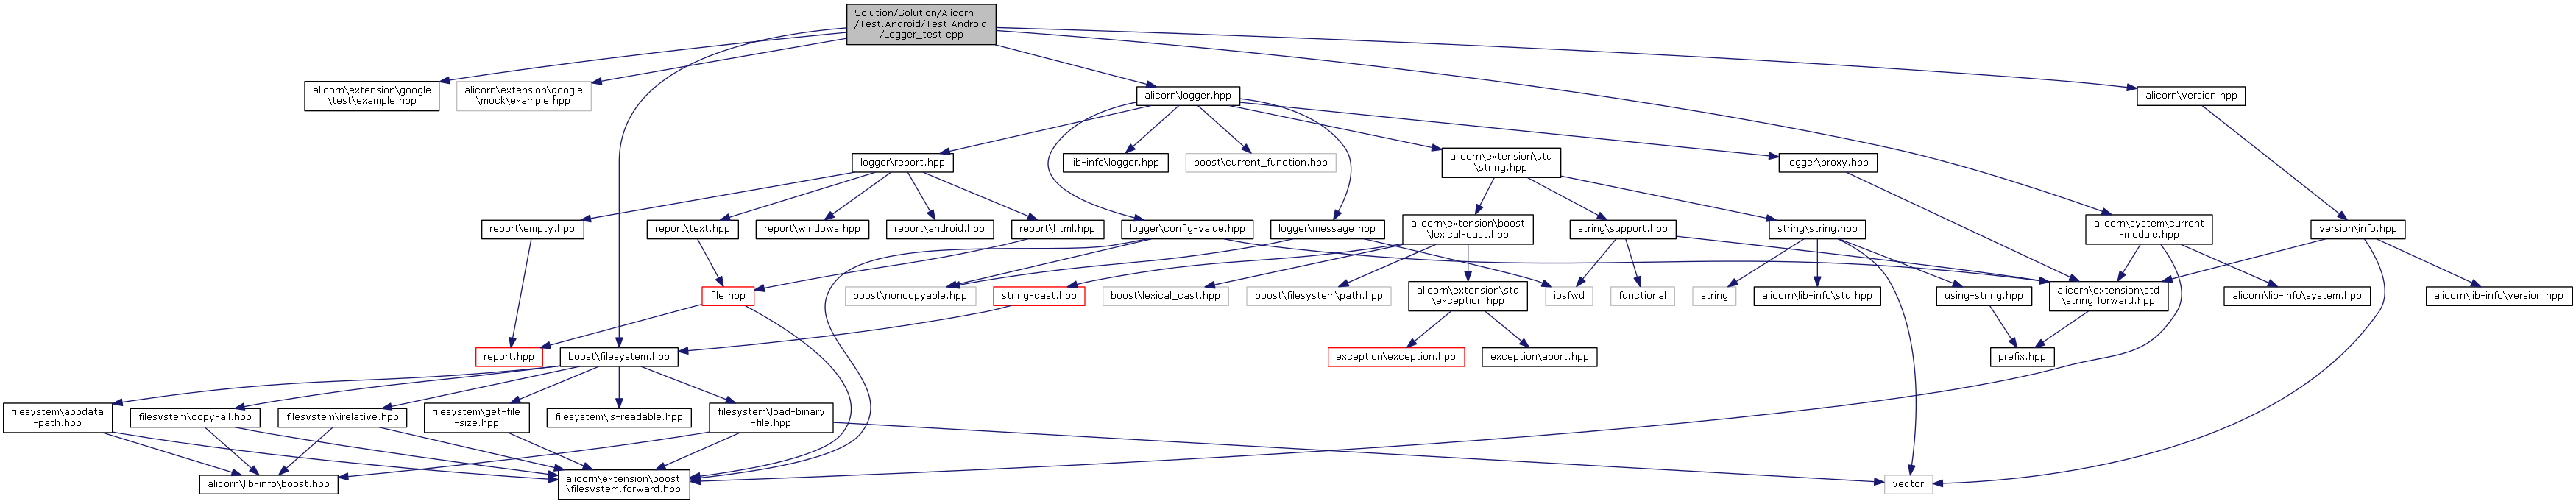 Solution/Solution/Alicorn
/Test.Android/Test.Android
/Logger_test.cpp
alicorn\extension\google
\test\example.hpp
alicorn\extension\google
\mock\example.hpp
alicorn\logger.hpp
alicorn\version.hpp
logger\report.hpp
lib-info\logger.hpp
boost\current_function.hpp
alicorn\extension\std
\string.hpp
logger\proxy.hpp
report\empty.hpp
report\text.hpp
report\windows.hpp
report\android.hpp
report\html.hpp
logger\config-value.hpp
logger\message.hpp
alicorn\extension\boost
\lexical-cast.hpp
string\support.hpp
string\string.hpp
alicorn\system\current
-module.hpp
version\info.hpp
file.hpp
boost\noncopyable.hpp
string-cast.hpp
boost\lexical_cast.hpp
boost\filesystem\path.hpp
alicorn\extension\std
\exception.hpp
iosfwd
functional
string
alicorn\lib-info\std.hpp
using-string.hpp
alicorn\extension\std
\string.forward.hpp
alicorn\lib-info\system.hpp
alicorn\lib-info\version.hpp
report.hpp
boost\filesystem.hpp
exception\exception.hpp
exception\abort.hpp
prefix.hpp
filesystem\appdata
-path.hpp
filesystem\copy-all.hpp
filesystem\irelative.hpp
filesystem\get-file
-size.hpp
filesystem\is-readable.hpp
filesystem\load-binary
-file.hpp
alicorn\lib-info\boost.hpp
alicorn\extension\boost
\filesystem.forward.hpp
vector